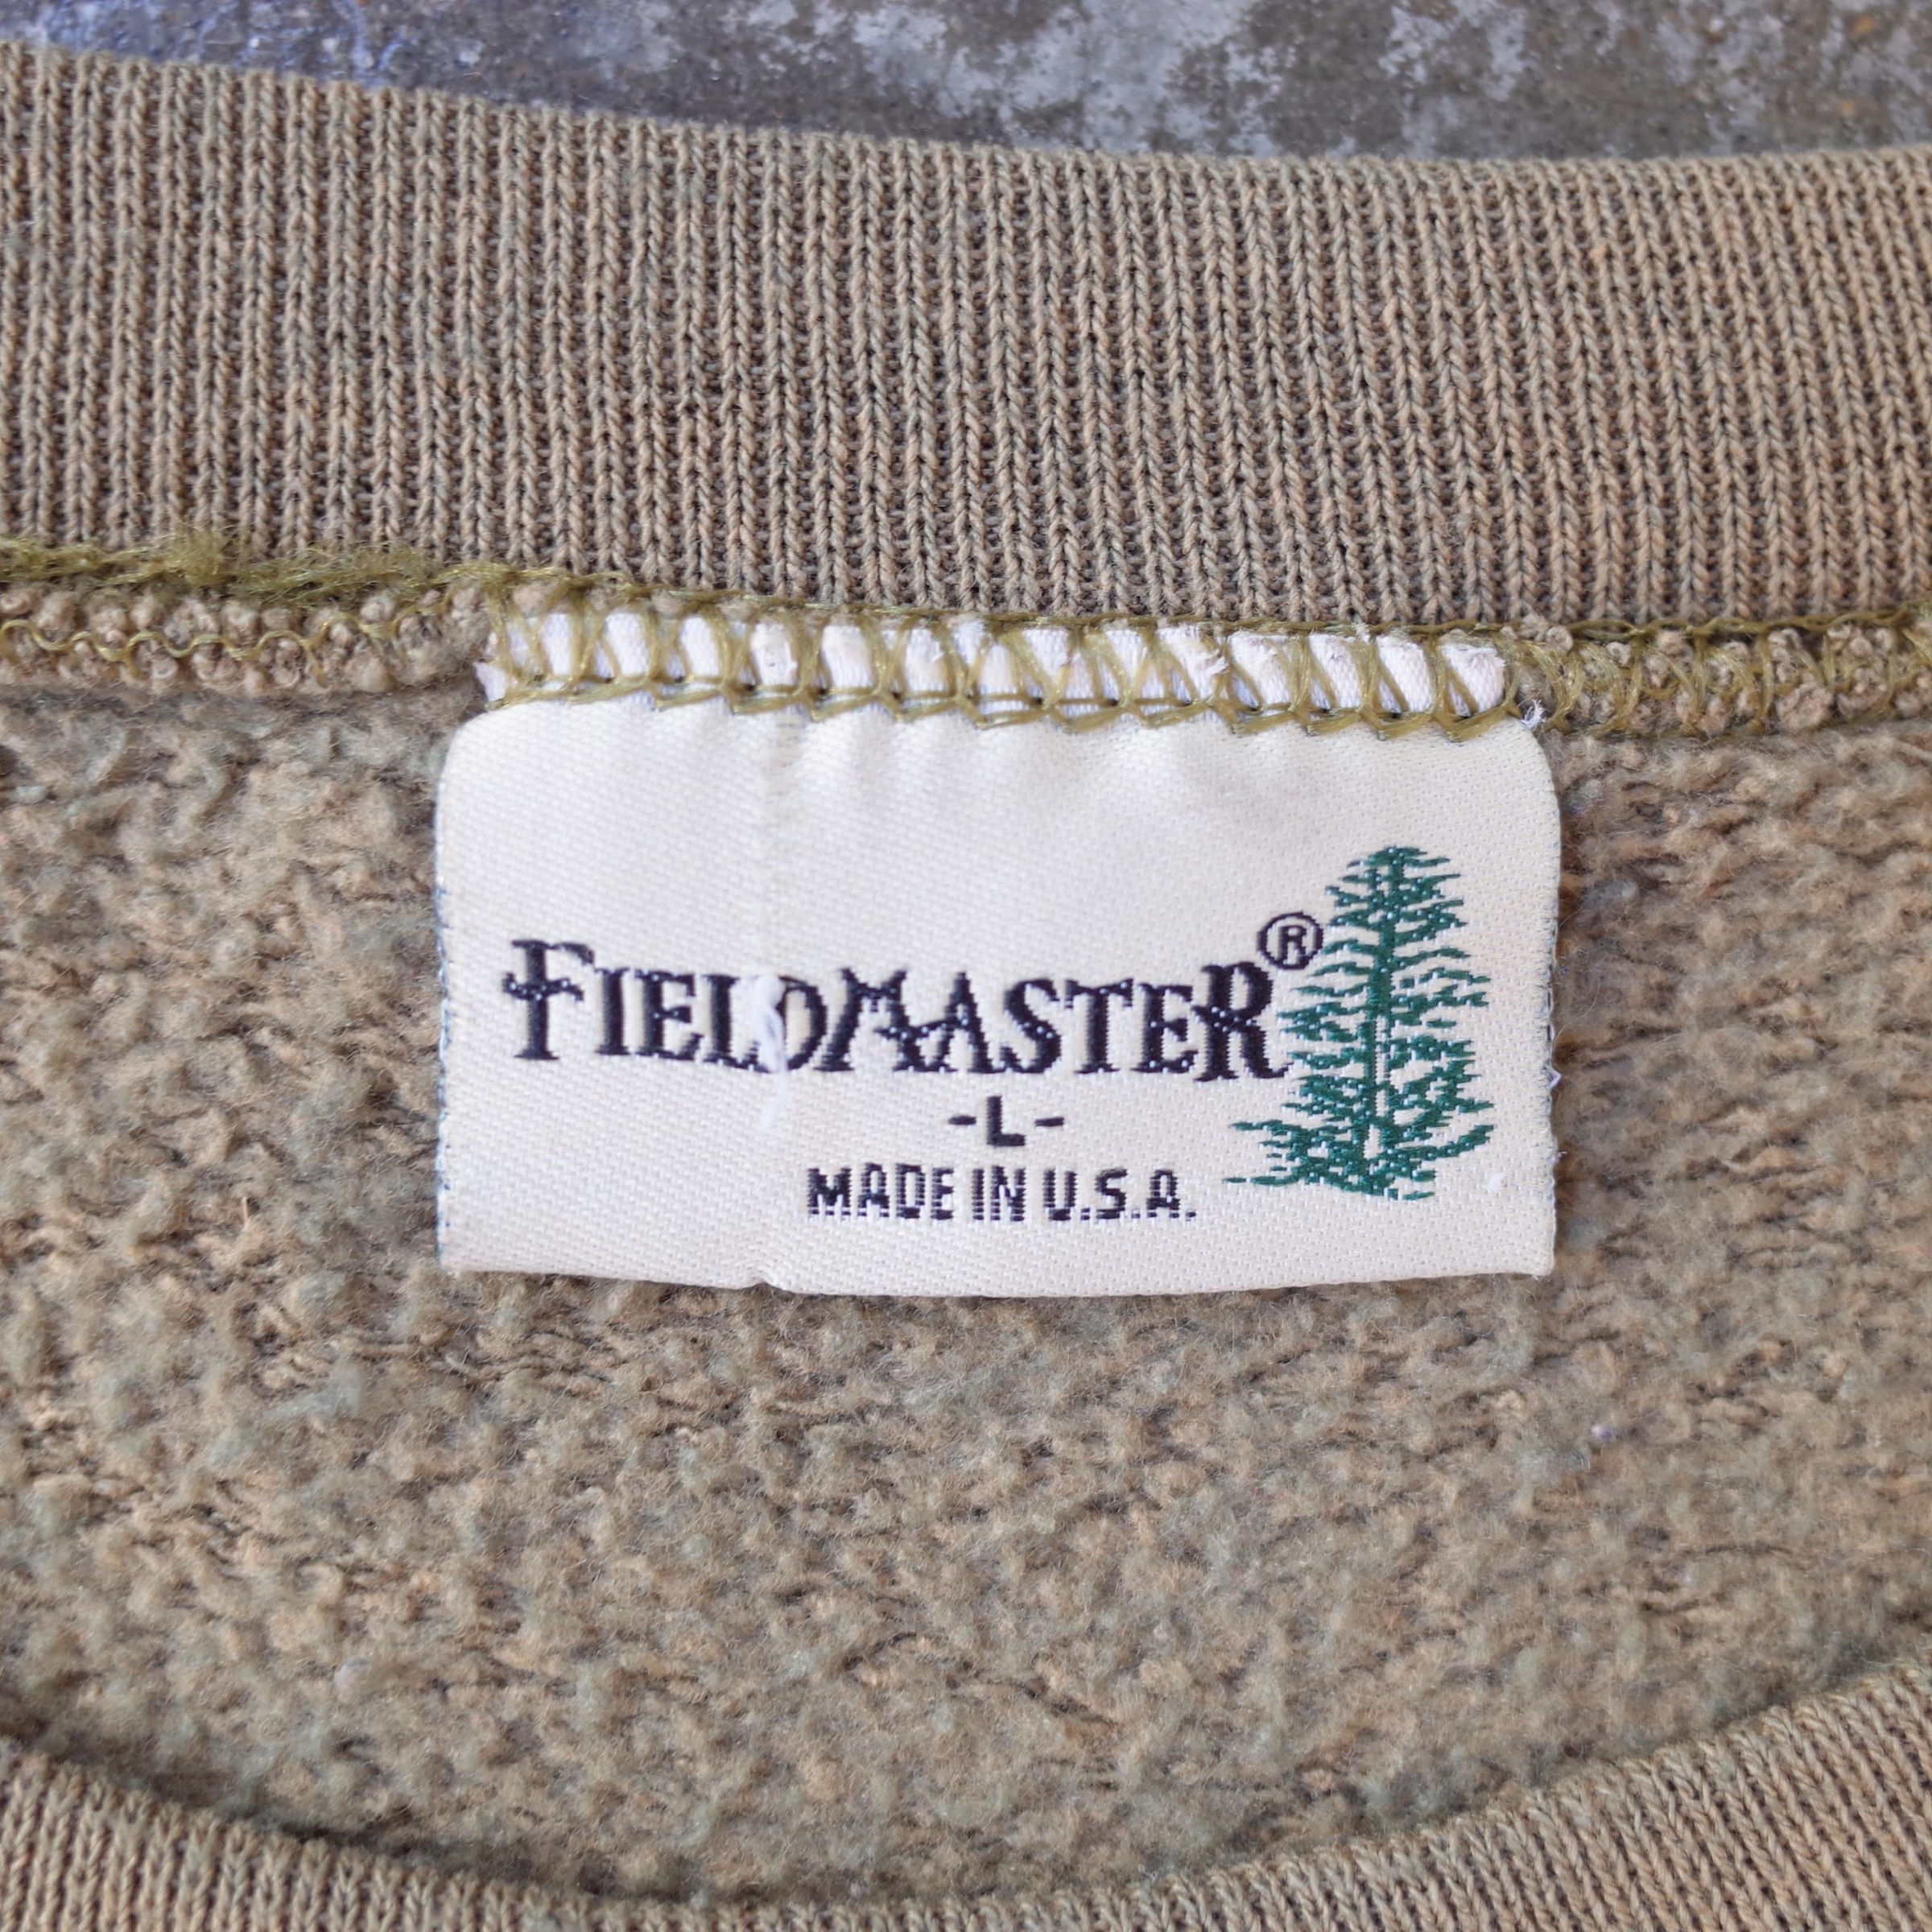 FIELDMASTER®
-L-
MADE IN U.S.A.